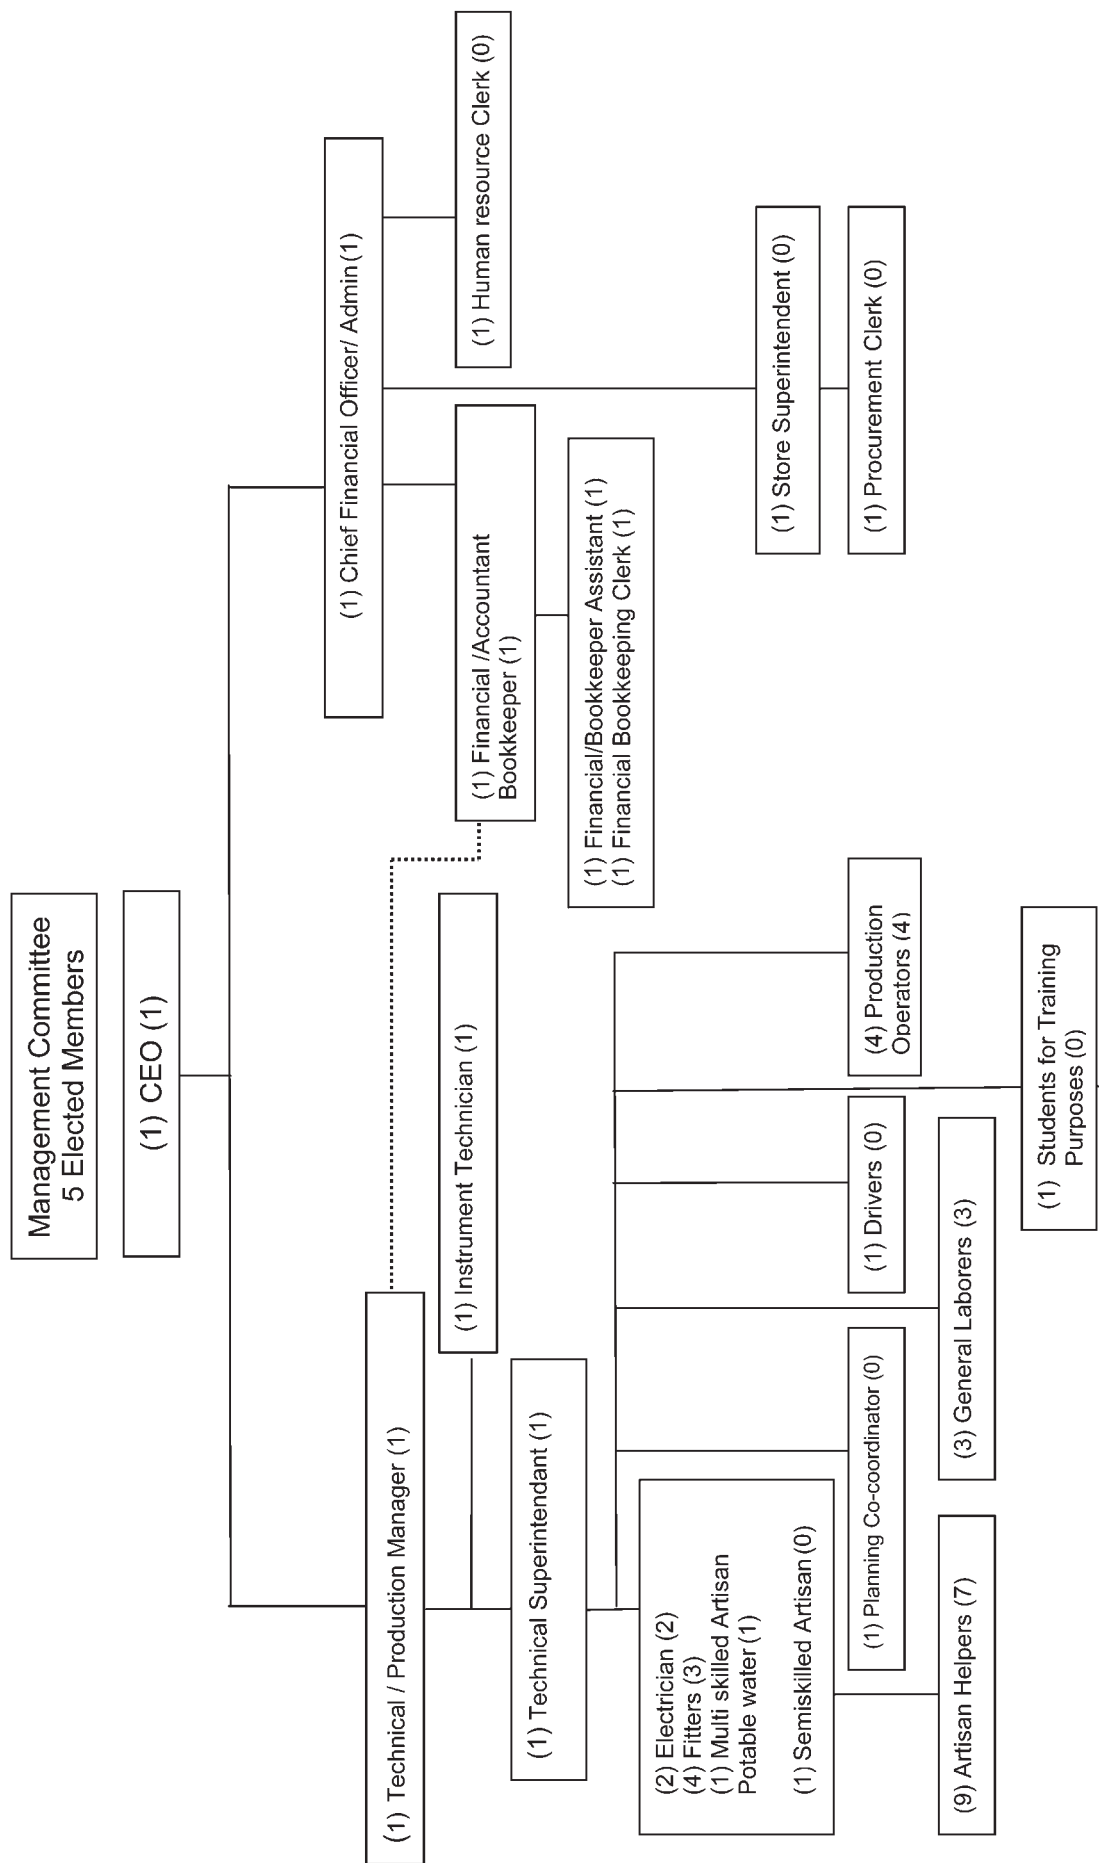 Management Committee
5 Elected Members
(1) CEO (1)
(1) Technical / Production Manager (1)
(1) Chief Financial Officer/ Admin (1)
(1) Instrument Technician (1)
(1) Financial /Accountant
Bookkeeper (1)
(1) Human resource Clerk (0)
(1) Technical Superintendant (1)
(1) Financial/Bookkeeper Assistant (1)
(1) Financial Bookkeeping Clerk (1)
(2) Electrician (2)
(4) Fitters (3)
(1) Multi skilled Artisan
Potable water (1)
(1) Semiskilled Artisan (0)
(1) Store Superintendent (0)
(1) Planning Co-coordinator (0)
(1) Drivers (0)
(4) Production
Operators (4)
(1) Procurement Clerk (0)
(9) Artisan Helpers (7)
(3) General Laborers (3)
(1) Students for Training
Purposes (0)